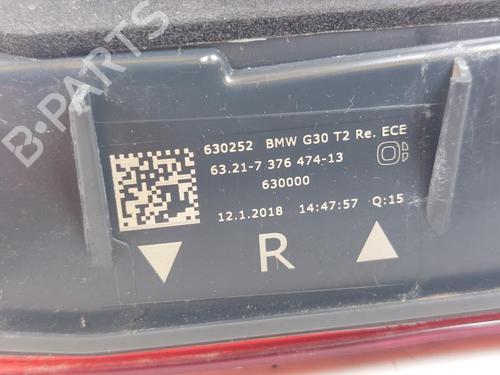 630252 BMW G30 T2 Re. ECE
63.21-7 376 474-13
630000
12.1.2018 14:47:57 Q:15
R